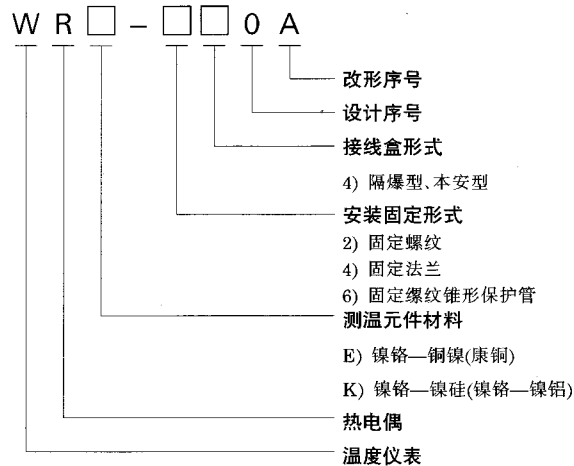 WR□-□□0A
改形序号
设计序号
接线盒形式
4) 隔爆型、本安型
安装固定形式
2) 固定螺纹
4) 固定法兰
6) 固定缧纹锥形保护管
测温元件材料
E) 镍铬—铜镍(康铜)
K) 镍铬—镍硅(镍铬—镍铝)
热电偶
温度仪表